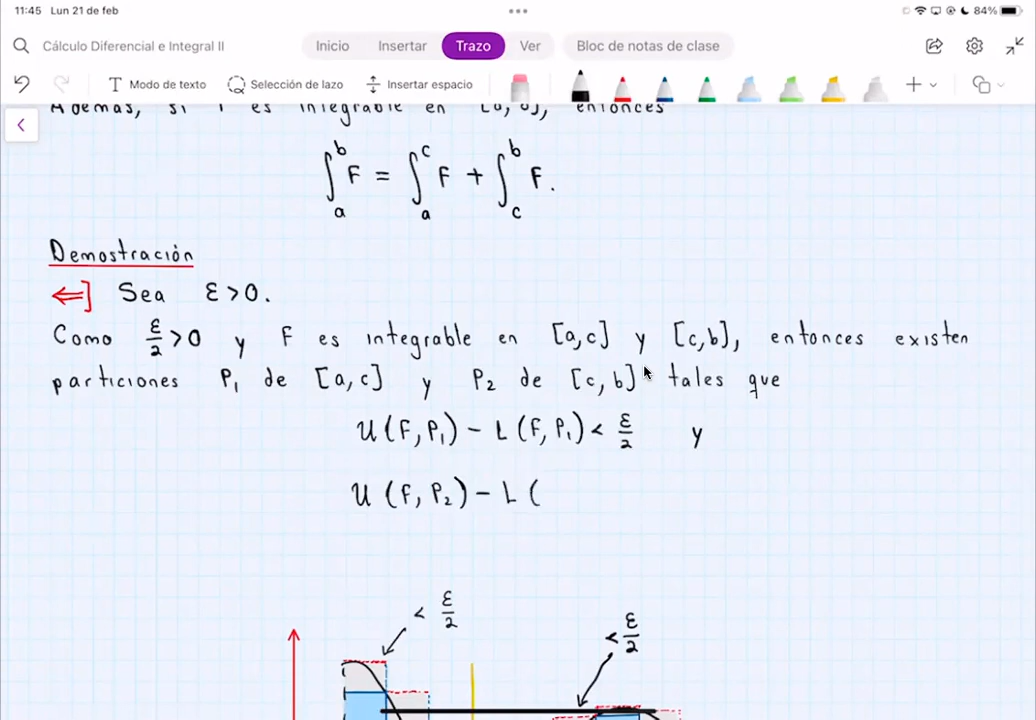 11:45 Lun 21 de feb
84%
Cálculo Diferencial e Integral II
Inicio Insertar Trazo Ver Bloc de notas de clase
Modo de texto Selección de lazo Insertar espacio
Además, si f es integrable en [a, b], entonces
∫_a^b F = ∫_a^c F + ∫_c^b F.
Demostración
⇐] Sea ε > 0.
Como ε/2 > 0 y F es integrable en [a,c] y [c,b], entonces existen
particiones P₁ de [a,c] y P₂ de [c,b] tales que
U(F, P₁) - L(F, P₁) < ε/2 y
U(F, P₂) - L(
< ε/2
< ε/2